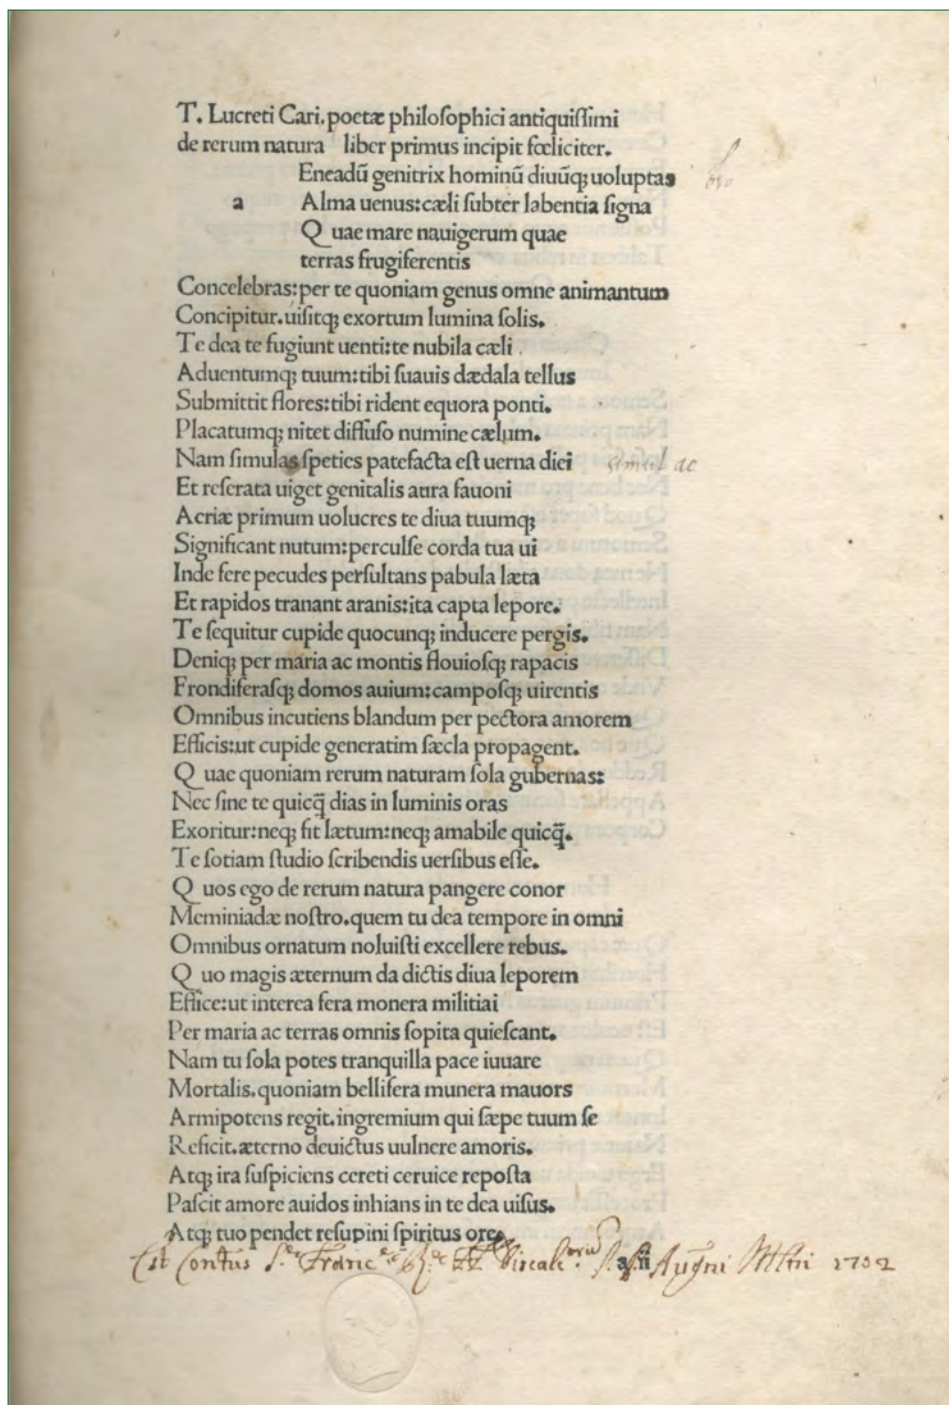 T. Lucreti Cari. poetæ philoſophici antiquiſſimi
de rerum natura liber primus incipit fœliciter.
Eneadū genitrix hominū diuūq; uoluptas
a Alma uenus: cæli ſubter labentia ſigna
Q uae mare nauigerum quae
terras frugiferentis
Concelebras: per te quoniam genus omne animantum
Concipitur. uiſitq; exortum lumina ſolis.
Te dea te fugiunt uenti: te nubila cæli
Aduentumq; tuum: tibi ſuauis dædala tellus
Submittit flores: tibi rident equora ponti.
Placatumq; nitet diffuſo numine cælum.
Nam ſimulas ſpeties patefacta eſt uerna diei simul ac
Et reſerata uiget genitalis aura fauoni
Aeriæ primum uolucres te diua tuumq;
Significant nutum: perculſe corda tua ui
Inde fere pecudes perſultans pabula læta
Et rapidos tranant aranis: ita capta lepore.
Te ſequitur cupide quocunq; inducere pergis.
Deniq; per maria ac montis flouioſq; rapacis
Frondiferaſq; domos auium: campoſq; uirentis
Omnibus incutiens blandum per pectora amorem
Efficis: ut cupide generatim ſæcla propagent.
Q uae quoniam rerum naturam ſola gubernas:
Nec ſine te quicq̄ dias in luminis oras
Exoritur: neq; fit lætum: neq; amabile quicq̄.
Te ſotiam ſtudio ſcribendis uerſibus eſſe.
Q uos ego de rerum natura pangere conor
Meminiadæ noſtro. quem tu dea tempore in omni
Omnibus ornatum noluiſti excellere rebus.
Q uo magis æternum da dictis diua leporem
Effice: ut interea fera monera militiai
Per maria ac terras omnis ſopita quieſcant.
Nam tu ſola potes tranquilla pace iuuare
Mortalis. quoniam bellifera munera mauors
Armipotens regit. ingremium qui ſæpe tuum ſe
Reficit. æterno deuictus uulnere amoris.
Atq; ira ſuſpiciens cereti ceruice repoſta
Paſcit amore auidos inhians in te dea uiſus.
Atq; tuo pendet reſupini ſpiritus ore.
Est 1702